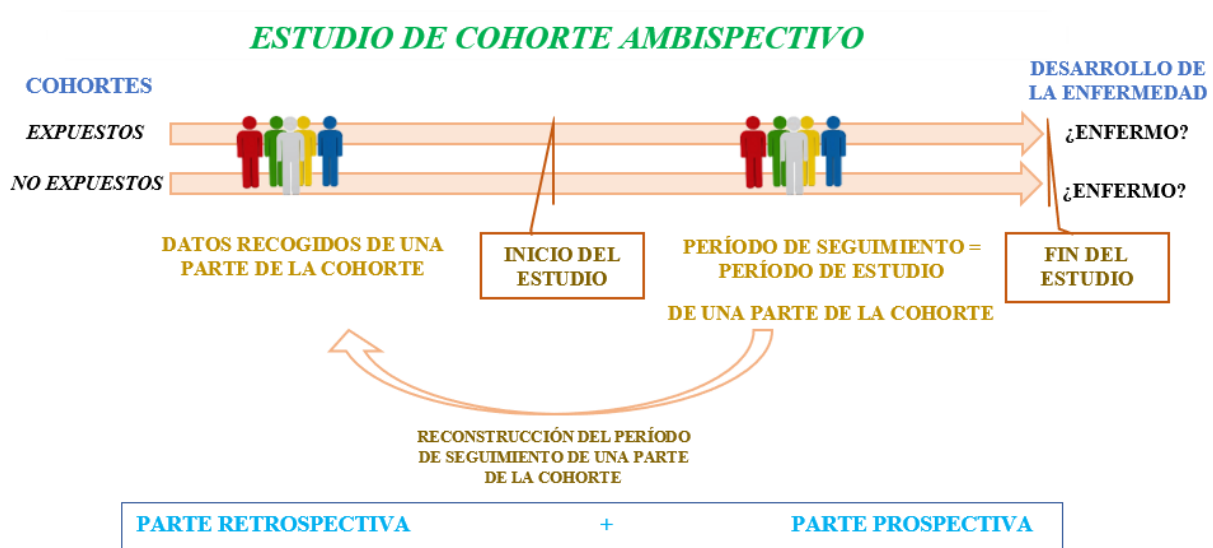 ESTUDIO DE COHORTE AMBISPECTIVO
COHORTES
DESARROLLO DE
LA ENFERMEDAD
EXPUESTOS
¿ENFERMO?
NO EXPUESTOS
¿ENFERMO?
DATOS RECOGIDOS DE UNA
PARTE DE LA COHORTE
INICIO DEL
ESTUDIO
PERÍODO DE SEGUIMIENTO =
PERÍODO DE ESTUDIO
DE UNA PARTE DE LA COHORTE
FIN DEL
ESTUDIO
RECONSTRUCCIÓN DEL PERÍODO
DE SEGUIMIENTO DE UNA PARTE
DE LA COHORTE
PARTE RETROSPECTIVA + PARTE PROSPECTIVA